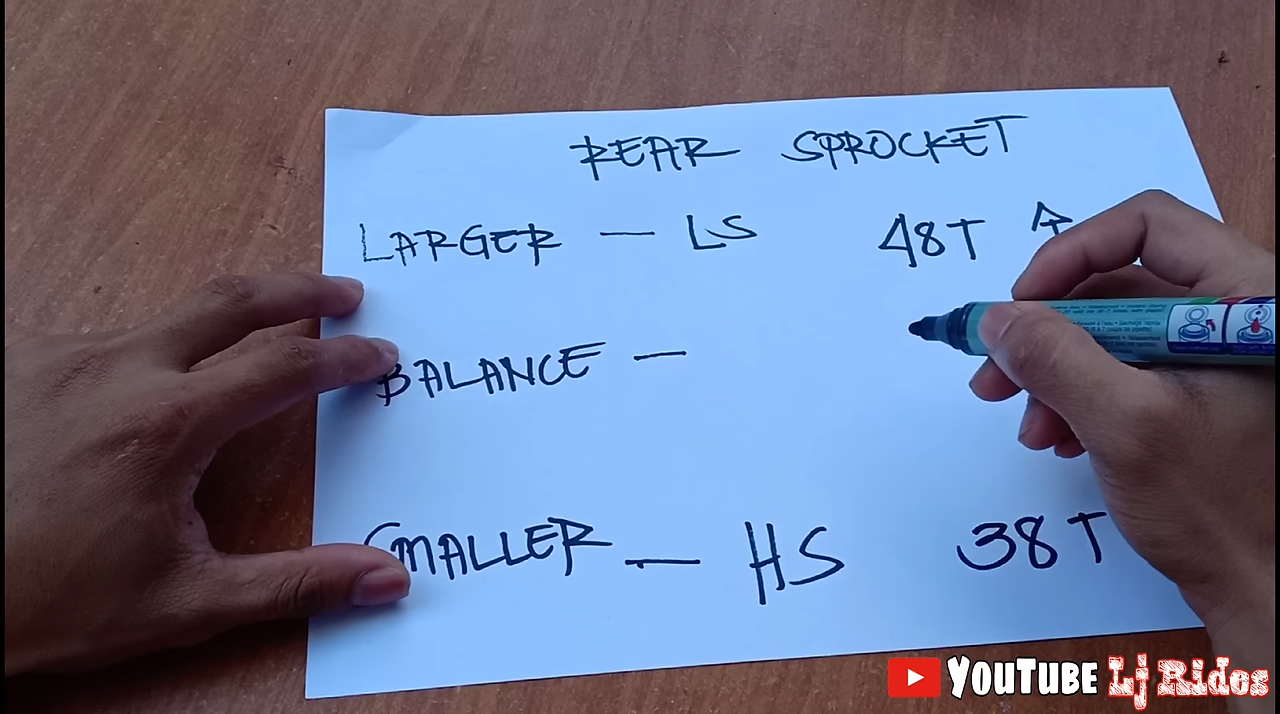 REAR SPROCKET
LARGER — LS 48T ↑
BALANCE —
SMALLER — HS 38T
YOUTUBE Lj Rides